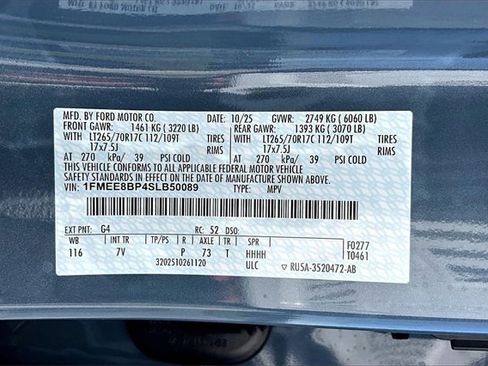 MFD. BY FORD MOTOR CO. 10/25 GVWR: 2749 KG ( 6060 LB)
FRONT GAWR: 1461 KG ( 3220 LB) REAR GAWR: 1393 KG ( 3070 LB)
LT265/70R17C 112/109T TIRES LT265/70R17C 112/109T TIRES
17x7.5J RIMS 17x7.5J RIMS
AT 270 kPa/ 39 PSI COLD AT 270 kPa/ 39 PSI COLD
THIS VEHICLE CONFORMS TO ALL APPLICABLE FEDERAL MOTOR VEHICLE
SAFETY AND THEFT PREVENTION STANDARDS IN EFFECT ON THE DATE OF MANUFACTURE SHOWN ABOVE.
VIN: 1FMEE8BP4SLB50089 TYPE: MPV
EXT PNT: G4 RC: 52 DSO: F0277
WB INT TR TP/PS R AXLE TR SPR T0461
116 7V P 73 T HHHH
3202510261120 ULC RU5A-3520472-AB